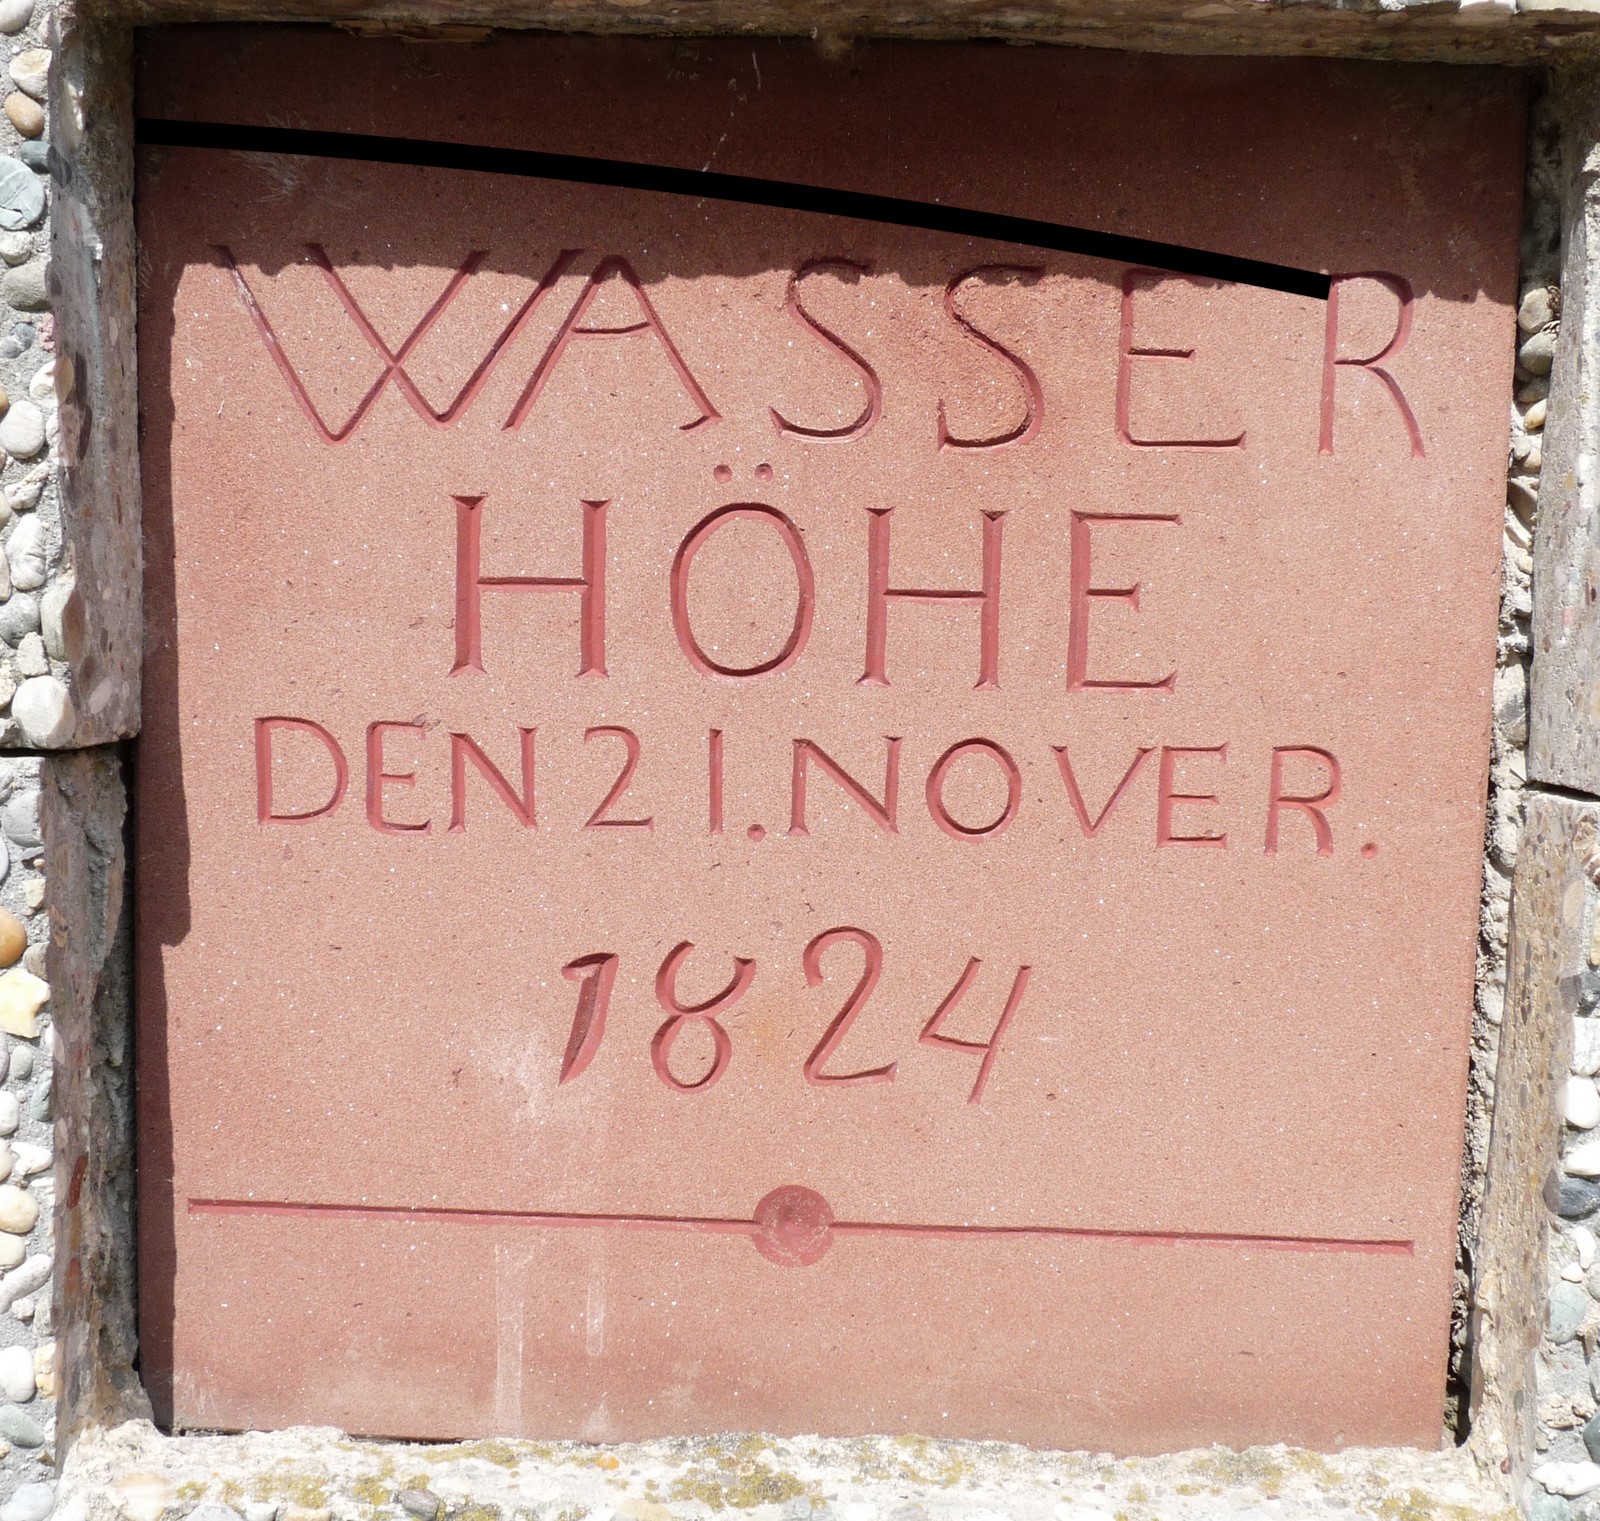 WASSER
HÖHE
DEN 21. NOVER.
1824